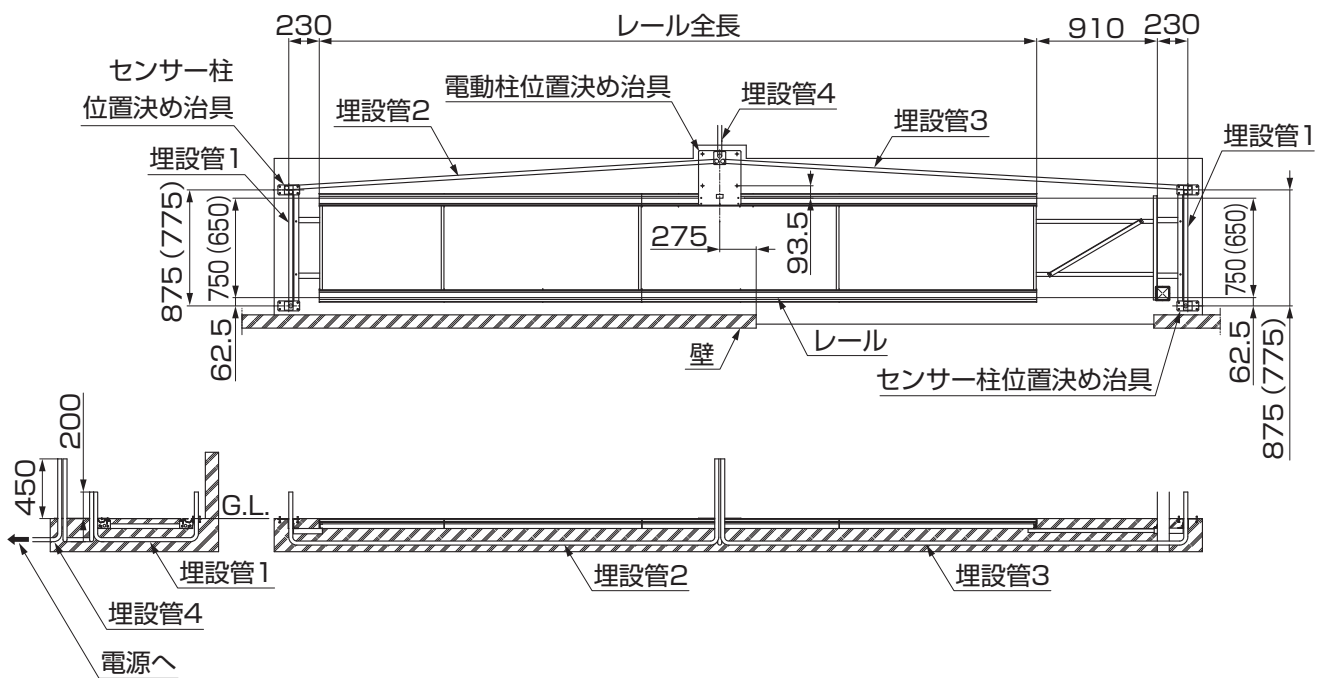 230
レール全長
910
230
センサー柱
位置決め治具
電動柱位置決め治具
埋設管4
埋設管2
埋設管3
埋設管1
埋設管1
875（775）
750（650）
62.5
275
93.5
750（650）
62.5
875（775）
壁
レール
センサー柱位置決め治具
450
200
G.L.
埋設管1
埋設管2
埋設管3
埋設管4
電源へ